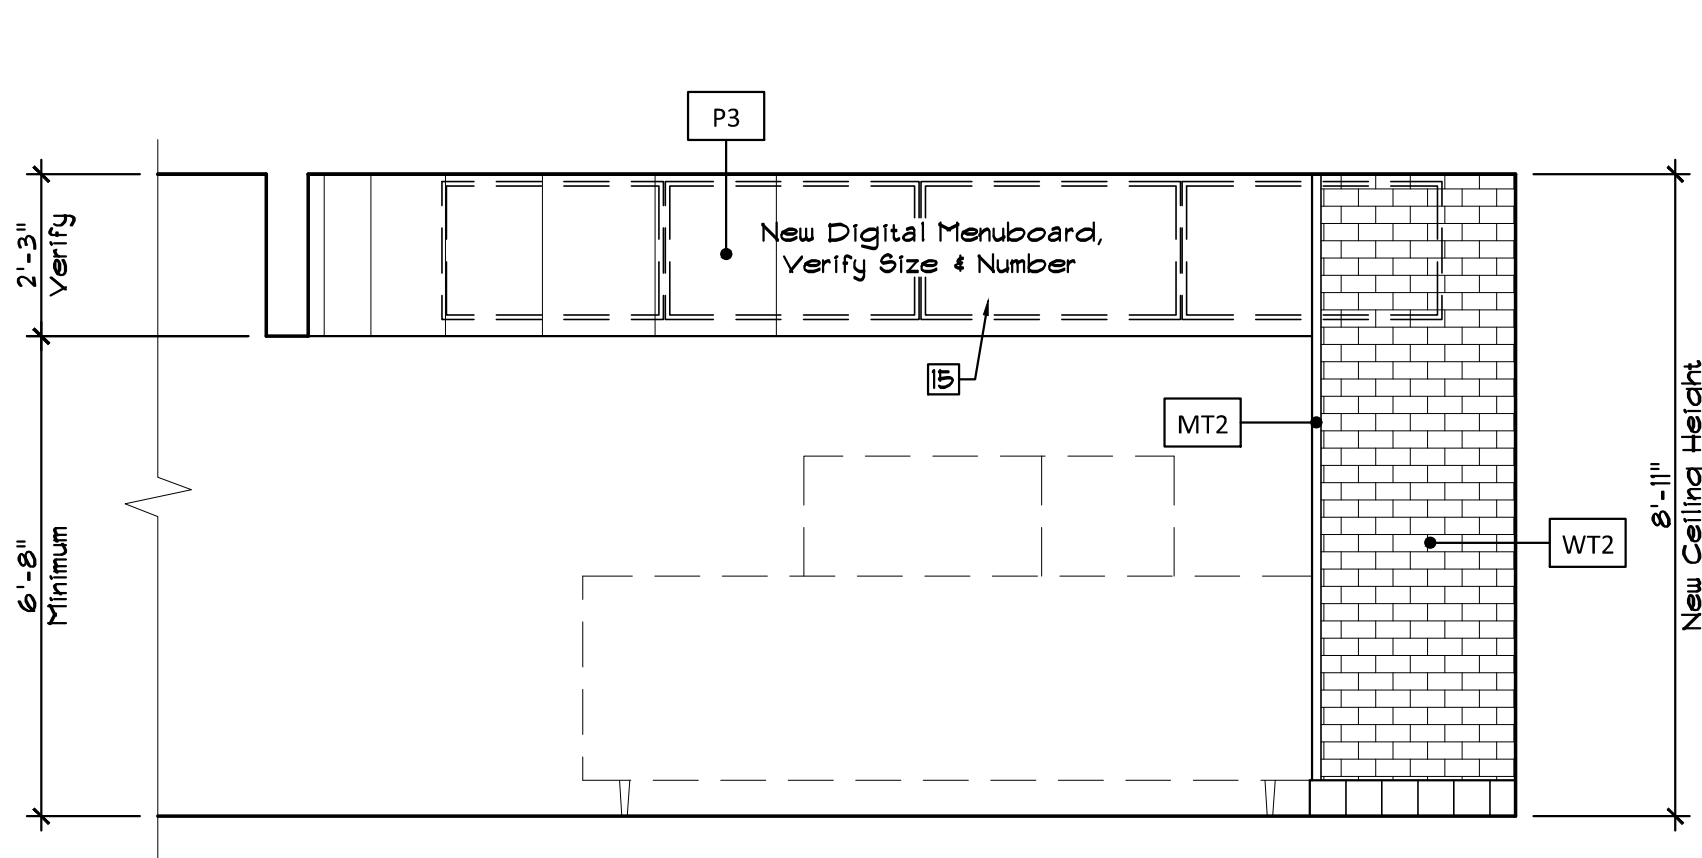 P3
2'-3"
Verify
New Digital Menuboard,
Verify Size & Number
15
MT2
6'-8"
Minimum
WT2
8'-11"
New Ceiling Height